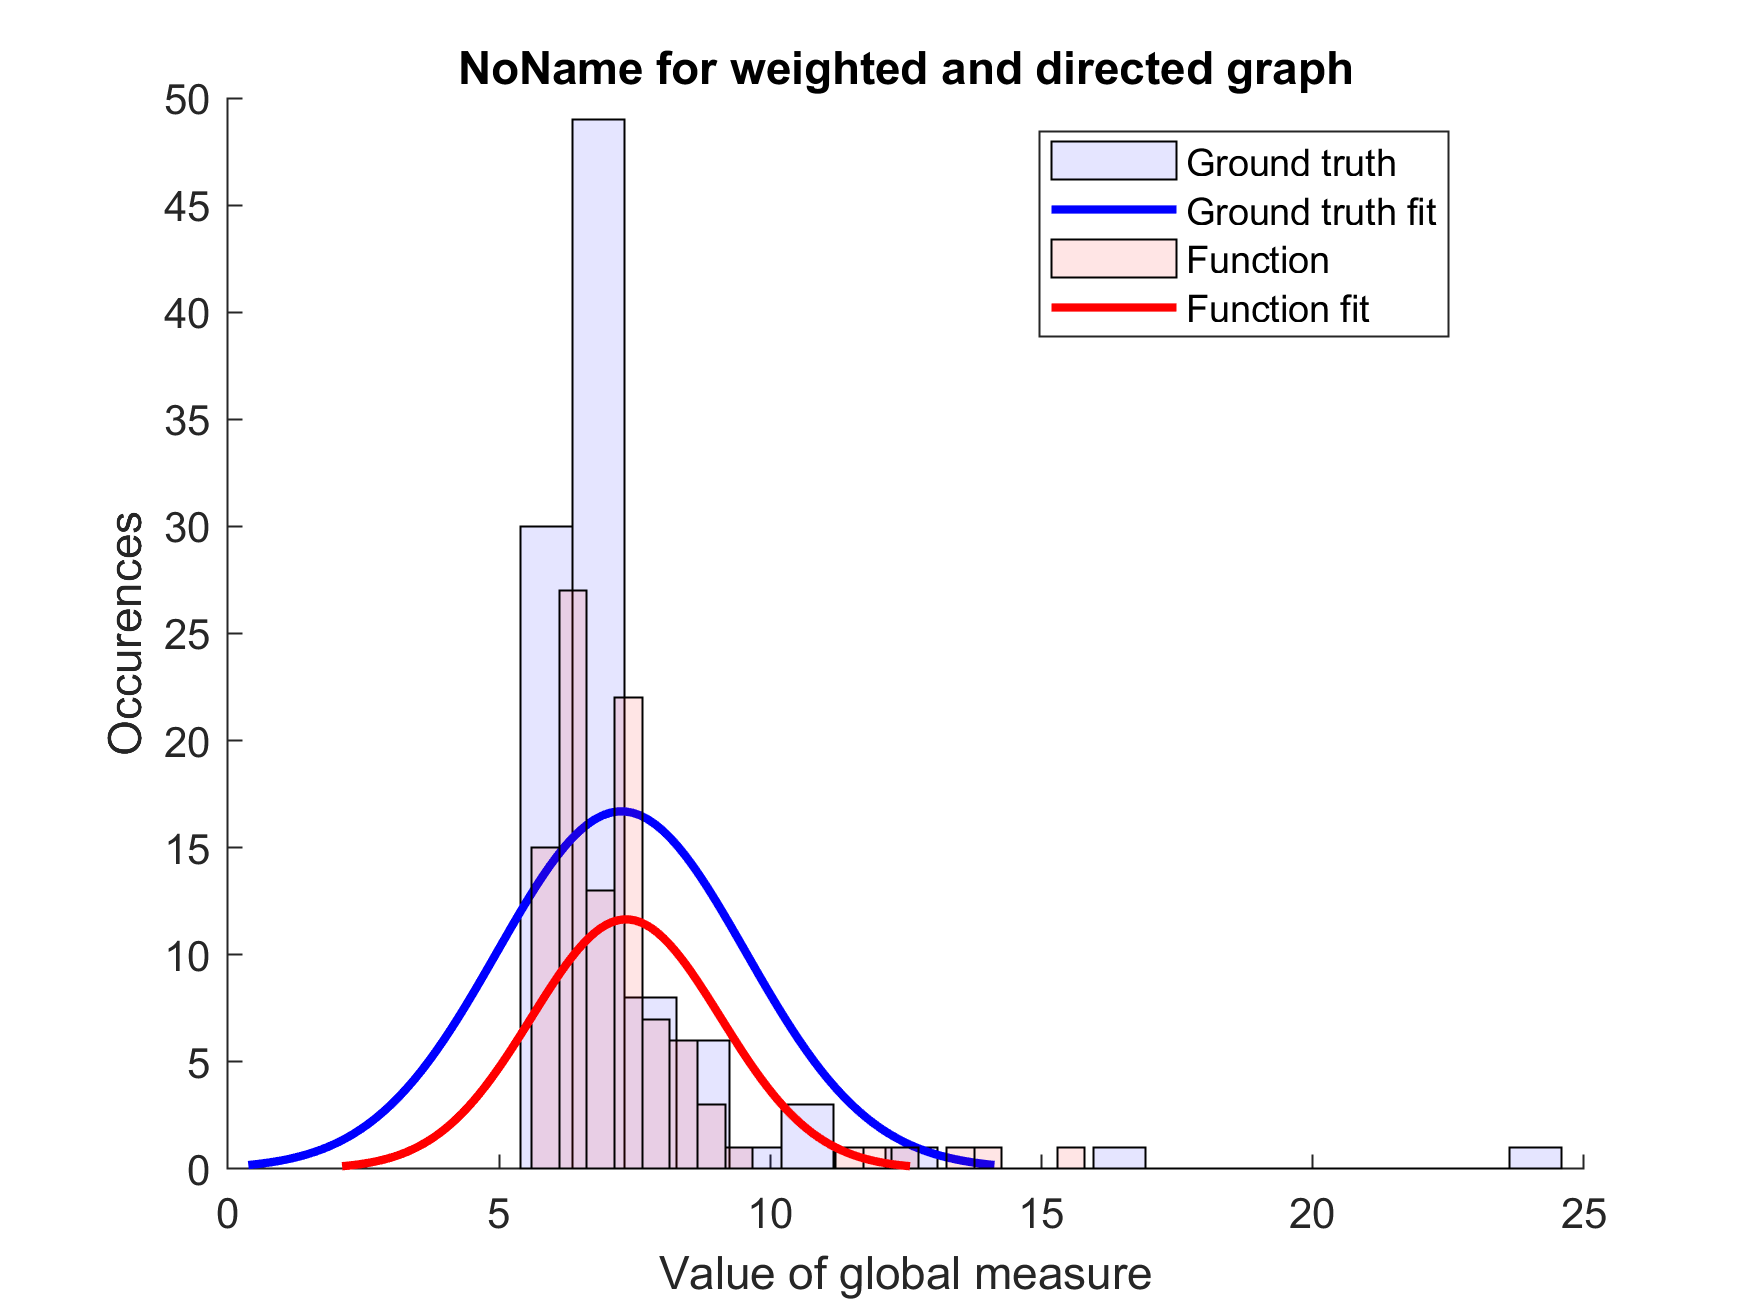 NoName for weighted and directed graph
50
45
40
35
30
25
20
15
10
5
0
Occurences
Ground truth
Ground truth fit
Function
Function fit
0 5 10 15 20 25
Value of global measure